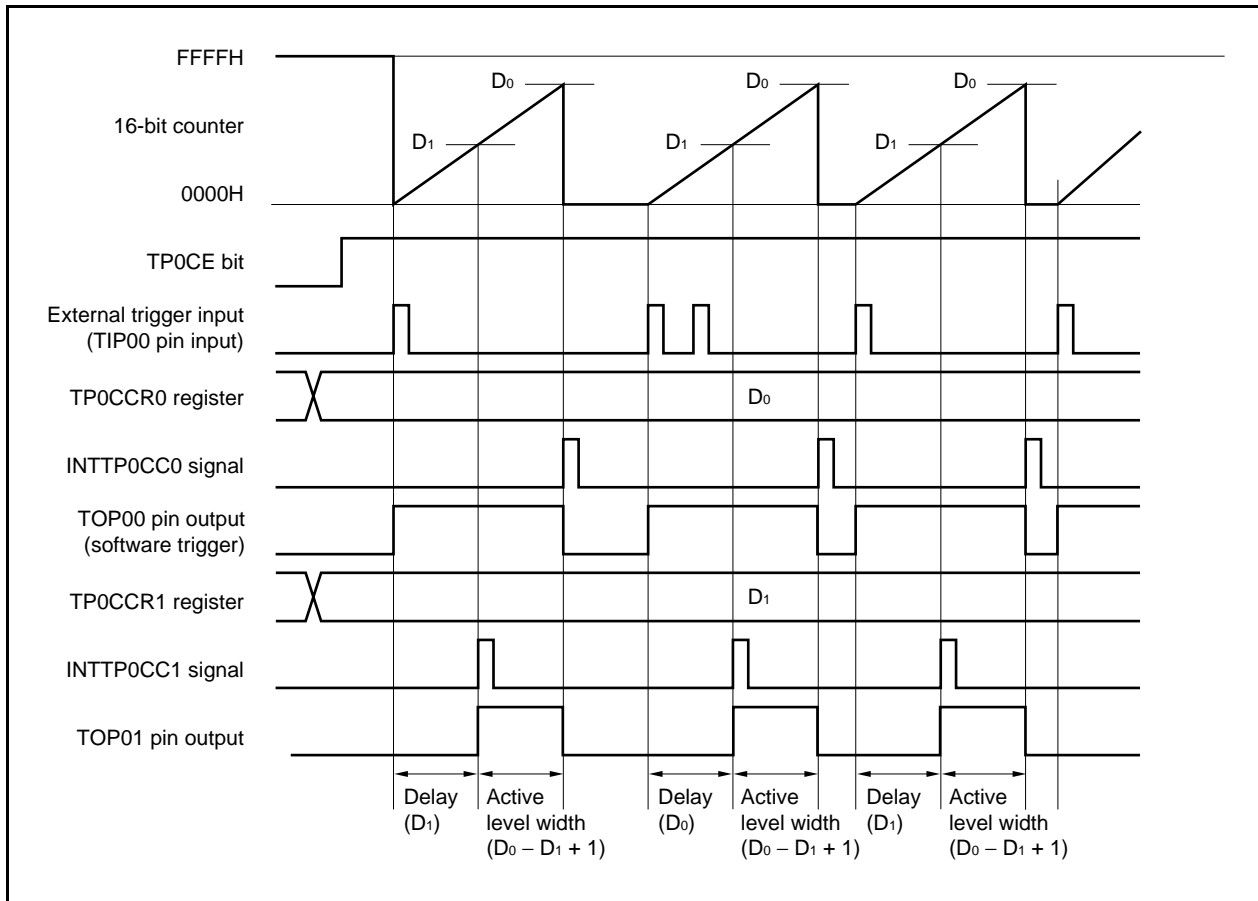 FFFFH
16-bit counter
0000H
D₀
D₁
D₀
D₁
D₀
D₁
TP0CE bit
External trigger input
(TIP00 pin input)
TP0CCR0 register
D₀
INTTP0CC0 signal
TOP00 pin output
(software trigger)
TP0CCR1 register
D₁
INTTP0CC1 signal
TOP01 pin output
Delay
(D₁)
Active
level width
(D₀ − D₁ + 1)
Delay
(D₀)
Active
level width
(D₀ − D₁ + 1)
Delay
(D₁)
Active
level width
(D₀ − D₁ + 1)